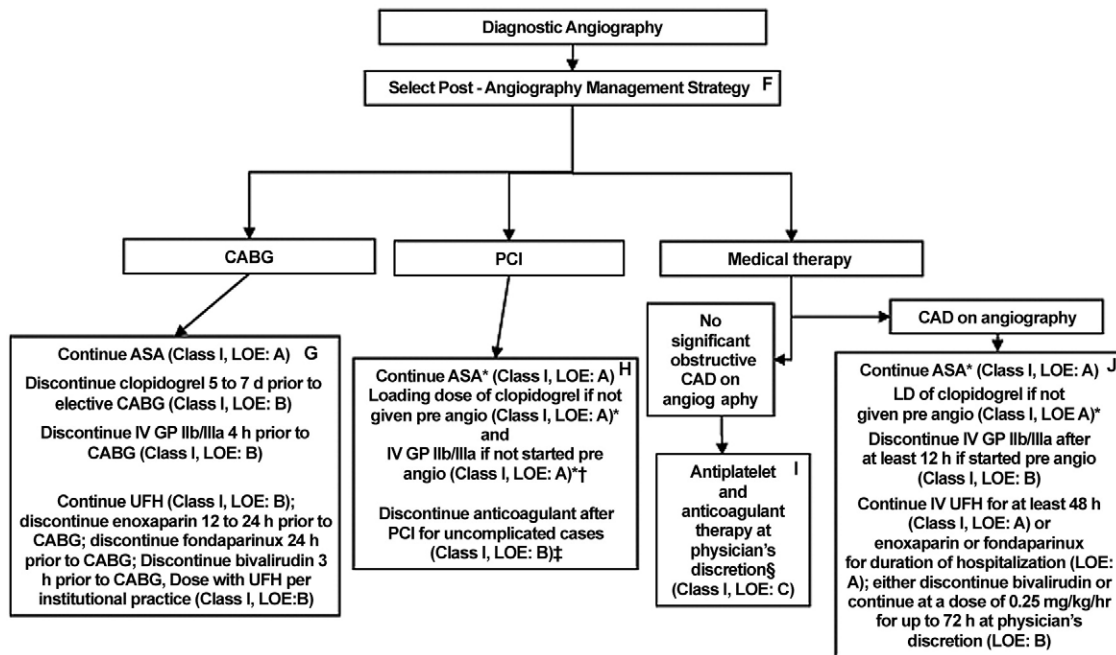 Diagnostic Angiography
Select Post - Angiography Management Strategy
F
CABG
PCI
Medical therapy
No
significant
obstructive
CAD on
angiog aphy
CAD on angiography
G
Continue ASA (Class I, LOE: A)
Discontinue clopidogrel 5 to 7 d prior to
elective CABG (Class I, LOE: B)
Discontinue IV GP IIb/IIIa 4 h prior to
CABG (Class I, LOE: B)
Continue UFH (Class I, LOE: B);
discontinue enoxaparin 12 to 24 h prior to
CABG; discontinue fondaparinux 24 h
prior to CABG; Discontinue bivalirudin 3
h prior to CABG, Dose with UFH per
institutional practice (Class I, LOE:B)
H
Continue ASA* (Class I, LOE: A)
Loading dose of clopidogrel if not
given pre angio (Class I, LOE: A)*
and
IV GP IIb/IIIa if not started pre
angio (Class I, LOE: A)*†
Discontinue anticoagulant after
PCI for uncomplicated cases
(Class I, LOE: B)‡
I
Antiplatelet
and
anticoagulant
therapy at
physician’s
discretion§
(Class I, LOE: C)
J
Continue ASA* (Class I, LOE: A)
LD of clopidogrel if not
given pre angio (Class I, LOE A)*
Discontinue IV GP IIb/IIIa after
at least 12 h if started pre angio
(Class I, LOE: B)
Continue IV UFH for at least 48 h
(Class I, LOE: A) or
enoxaparin or fondaparinux
for duration of hospitalization (LOE:
A); either discontinue bivalirudin or
continue at a dose of 0.25 mg/kg/hr
for up to 72 h at physician’s
discretion (LOE: B)